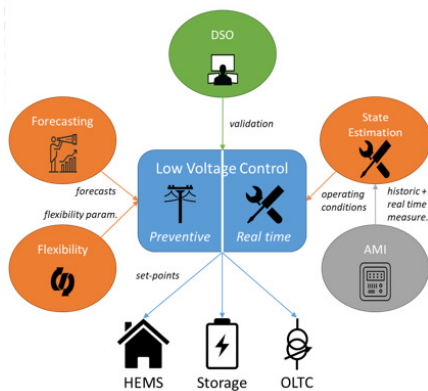 DSO
Forecasting
State
Estimation
validation
Low Voltage Control
forecasts
operating
conditions
historic +
real time
measure.
flexibility param.
Preventive
Real time
Flexibility
AMI
set-points
HEMS
Storage
OLTC